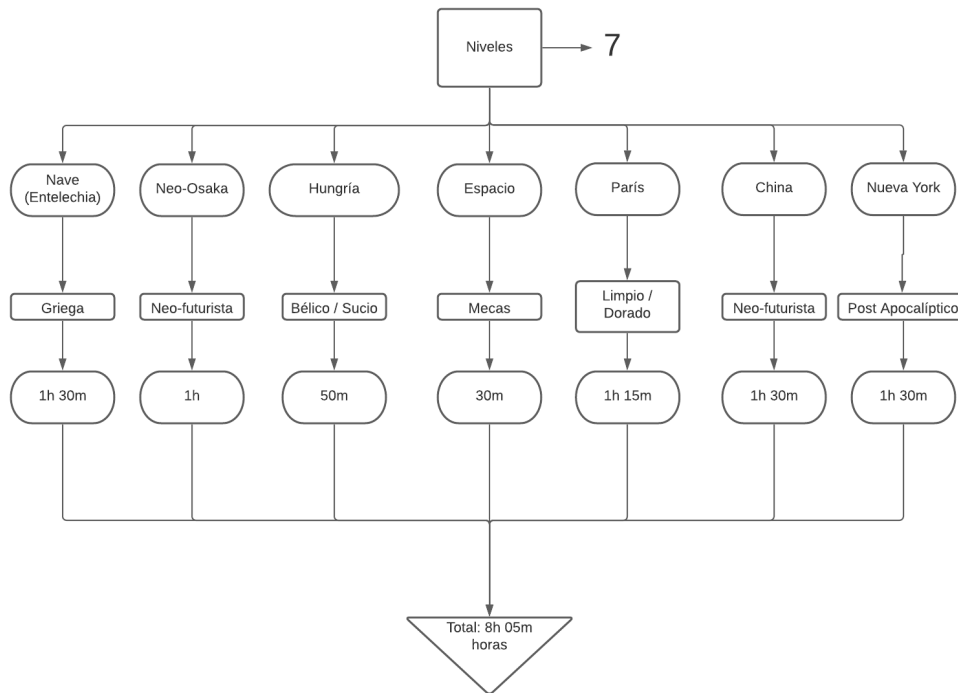 Niveles
7
Nave
(Entelechia)
Neo-Osaka
Hungría
Espacio
París
China
Nueva York
Griega
Neo-futurista
Bélico / Sucio
Mecas
Limpio /
Dorado
Neo-futurista
Post Apocalíptico
1h 30m
1h
50m
30m
1h 15m
1h 30m
1h 30m
Total: 8h 05m
horas